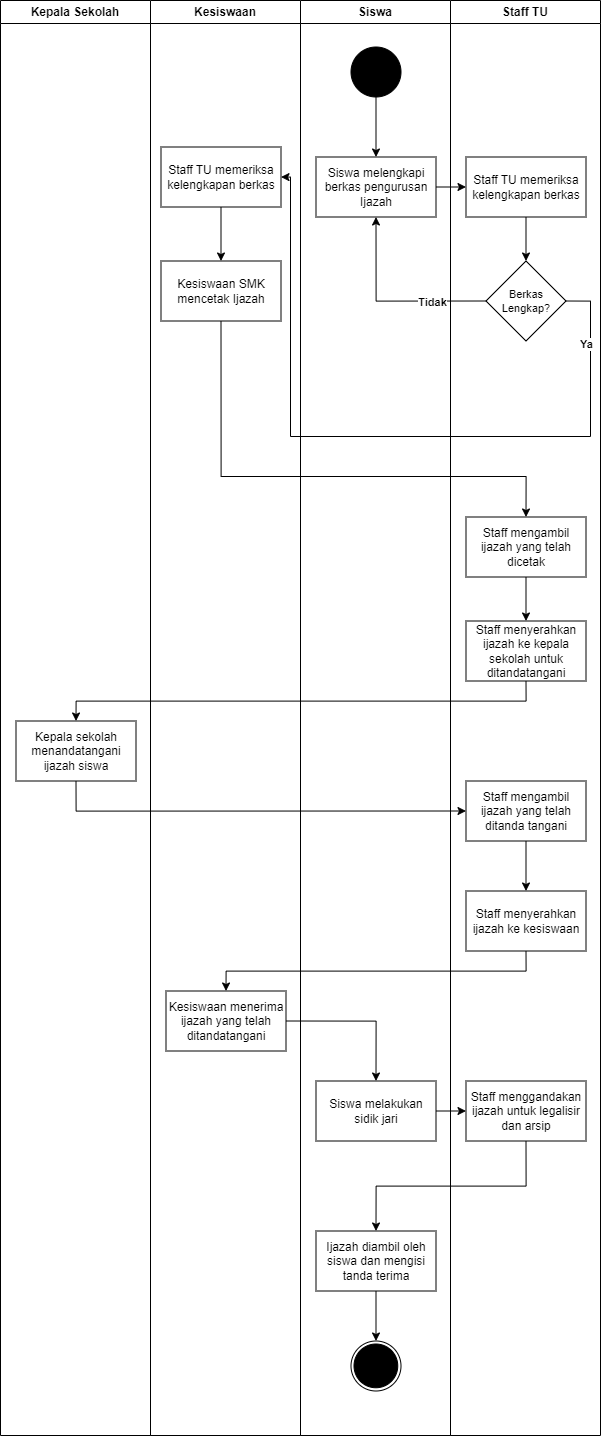 Kepala Sekolah
Kesiswaan
Siswa
Staff TU
Staff TU memeriksa
kelengkapan berkas
Siswa melengkapi
berkas pengurusan
Ijazah
Staff TU memeriksa
kelengkapan berkas
Kesiswaan SMK
mencetak Ijazah
Berkas
Lengkap?
Tidak
Ya
Staff mengambil
ijazah yang telah
dicetak
Staff menyerahkan
ijazah ke kepala
sekolah untuk
ditandatangani
Kepala sekolah
menandatangani
ijazah siswa
Staff mengambil
ijazah yang telah
ditanda tangani
Staff menyerahkan
ijazah ke kesiswaan
Kesiswaan menerima
ijazah yang telah
ditandatangani
Siswa melakukan
sidik jari
Staff menggandakan
ijazah untuk legalisir
dan arsip
Ijazah diambil oleh
siswa dan mengisi
tanda terima